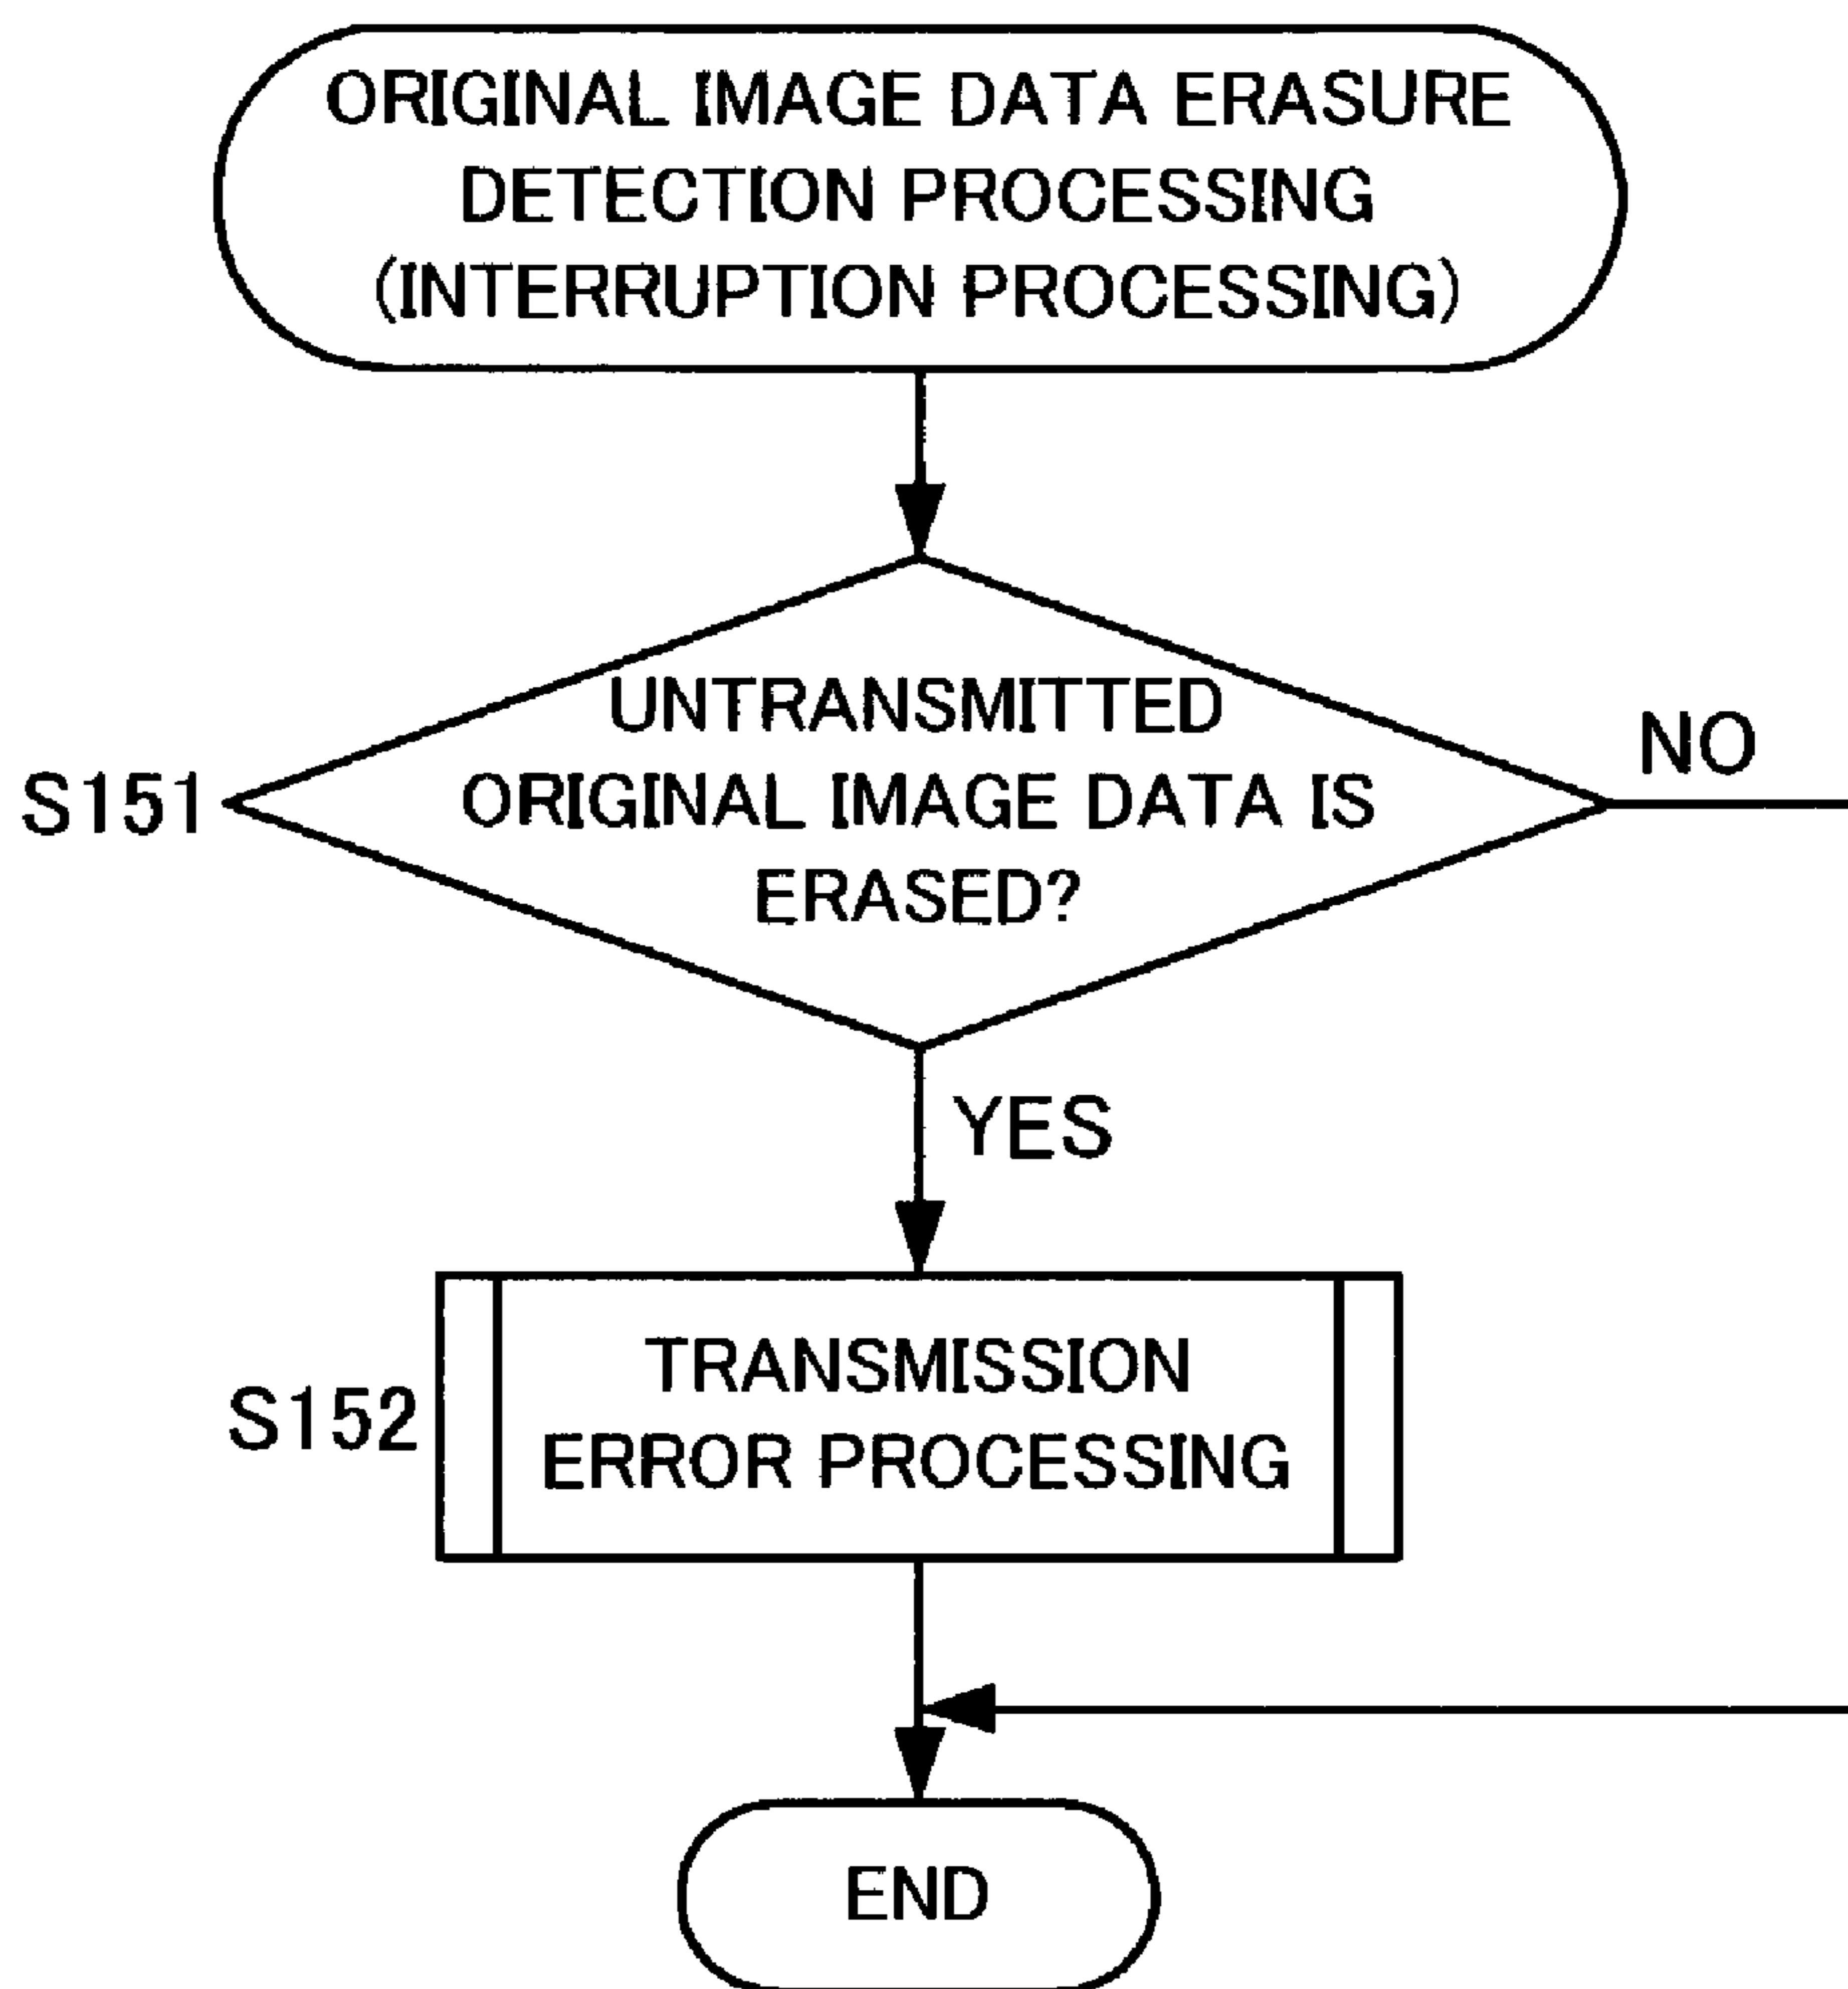 ORIGINAL IMAGE DATA ERASURE
DETECTION PROCESSING
(INTERRUPTION PROCESSING)
UNTRANSMITTED
ORIGINAL IMAGE DATA IS
ERASED?
S151
NO
YES
TRANSMISSION
ERROR PROCESSING
S152
END